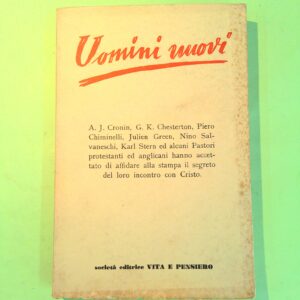 Uomini nuovi
A. J. Cronin, G. K. Chesterton, Piero
Chiminelli, Julien Green, Nino Sal-
vaneschi, Karl Stern ed alcuni Pastori
protestanti ed anglicani hanno accet-
tato di affidare alla stampa il segreto
del loro incontro con Cristo.
società editrice VITA E PENSIERO